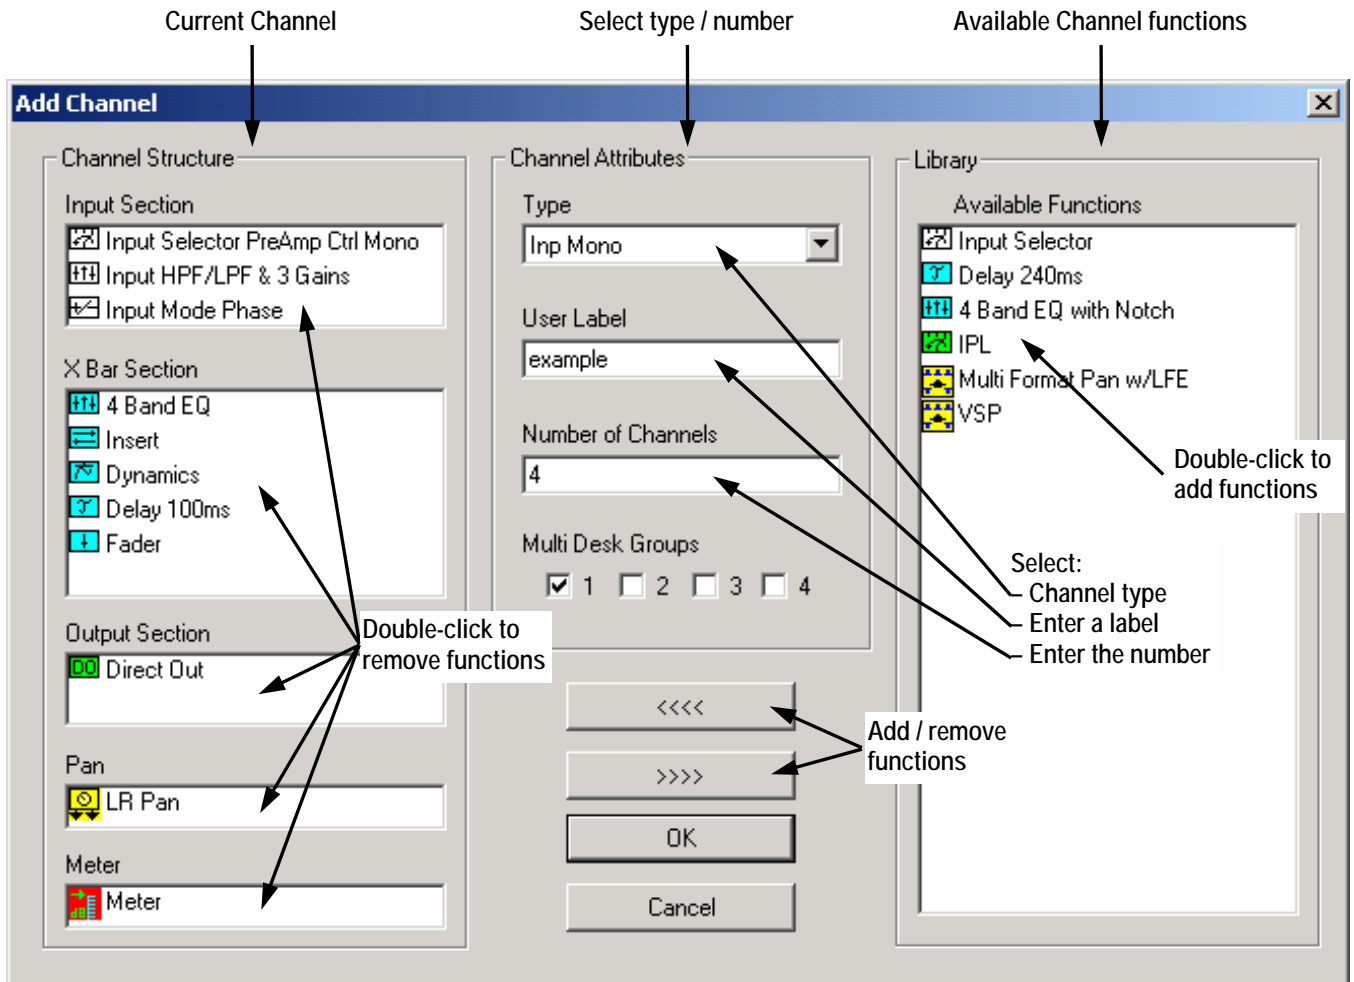 Current Channel
Select type / number
Available Channel functions
Add Channel
Channel Structure
Input Section
Input Selector PreAmp Ctrl Mono
Input HPF/LPF & 3 Gains
Input Mode Phase
X Bar Section
4 Band EQ
Insert
Dynamics
Delay 100ms
Fader
Output Section
DO Direct Out
Pan
LR Pan
Meter
dB Meter
Double-click to
remove functions
Channel Attributes
Type
Inp Mono
User Label
example
Number of Channels
4
Multi Desk Groups
1 2 3 4
<<<<
>>>>
OK
Cancel
Add / remove
functions
Library
Available Functions
Input Selector
Delay 240ms
4 Band EQ with Notch
IPL
Multi Format Pan w/LFE
VSP
Double-click to
add functions
Select:
– Channel type
– Enter a label
– Enter the number